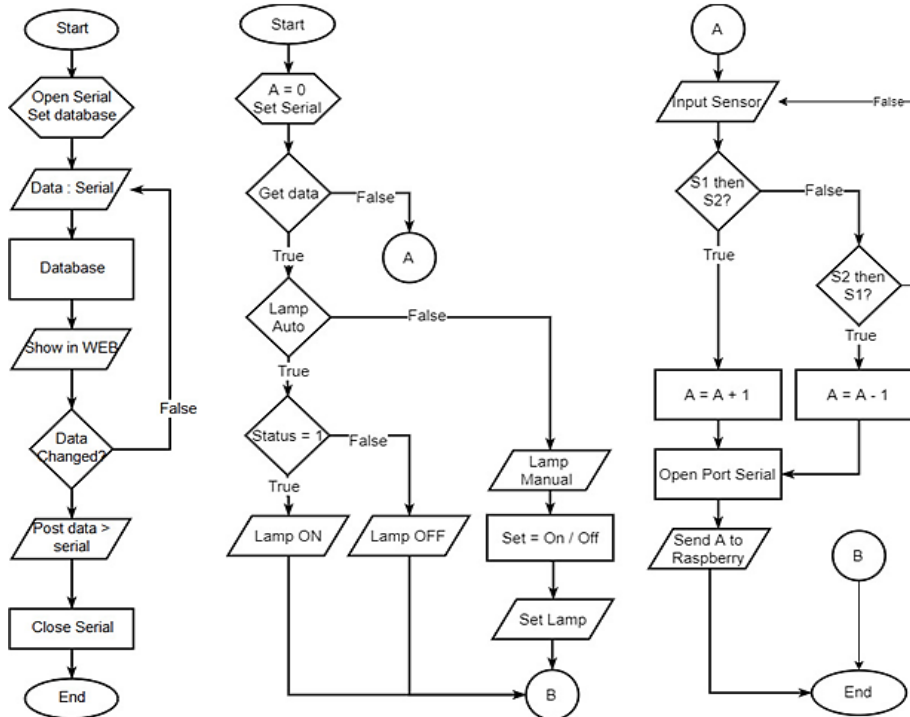 Start
Open Serial
Set database
Data : Serial
Database
Show in WEB
Data
Changed?
False
Post data >
serial
Close Serial
End
Start
A = 0
Set Serial
Get data
False
A
True
Lamp
Auto
False
True
Status = 1
False
True
Lamp ON
Lamp OFF
Lamp
Manual
Set = On / Off
Set Lamp
B
A
Input Sensor
False
S1 then
S2?
False
True
S2 then
S1?
True
A = A + 1
A = A - 1
Open Port Serial
Send A to
Raspberry
B
End